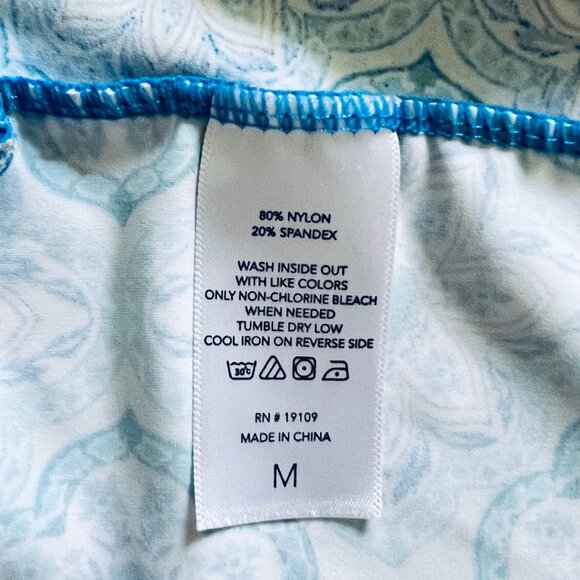 80% NYLON
20% SPANDEX
WASH INSIDE OUT
WITH LIKE COLORS
ONLY NON-CHLORINE BLEACH
WHEN NEEDED
TUMBLE DRY LOW
COOL IRON ON REVERSE SIDE
30°C
RN # 19109
MADE IN CHINA
M